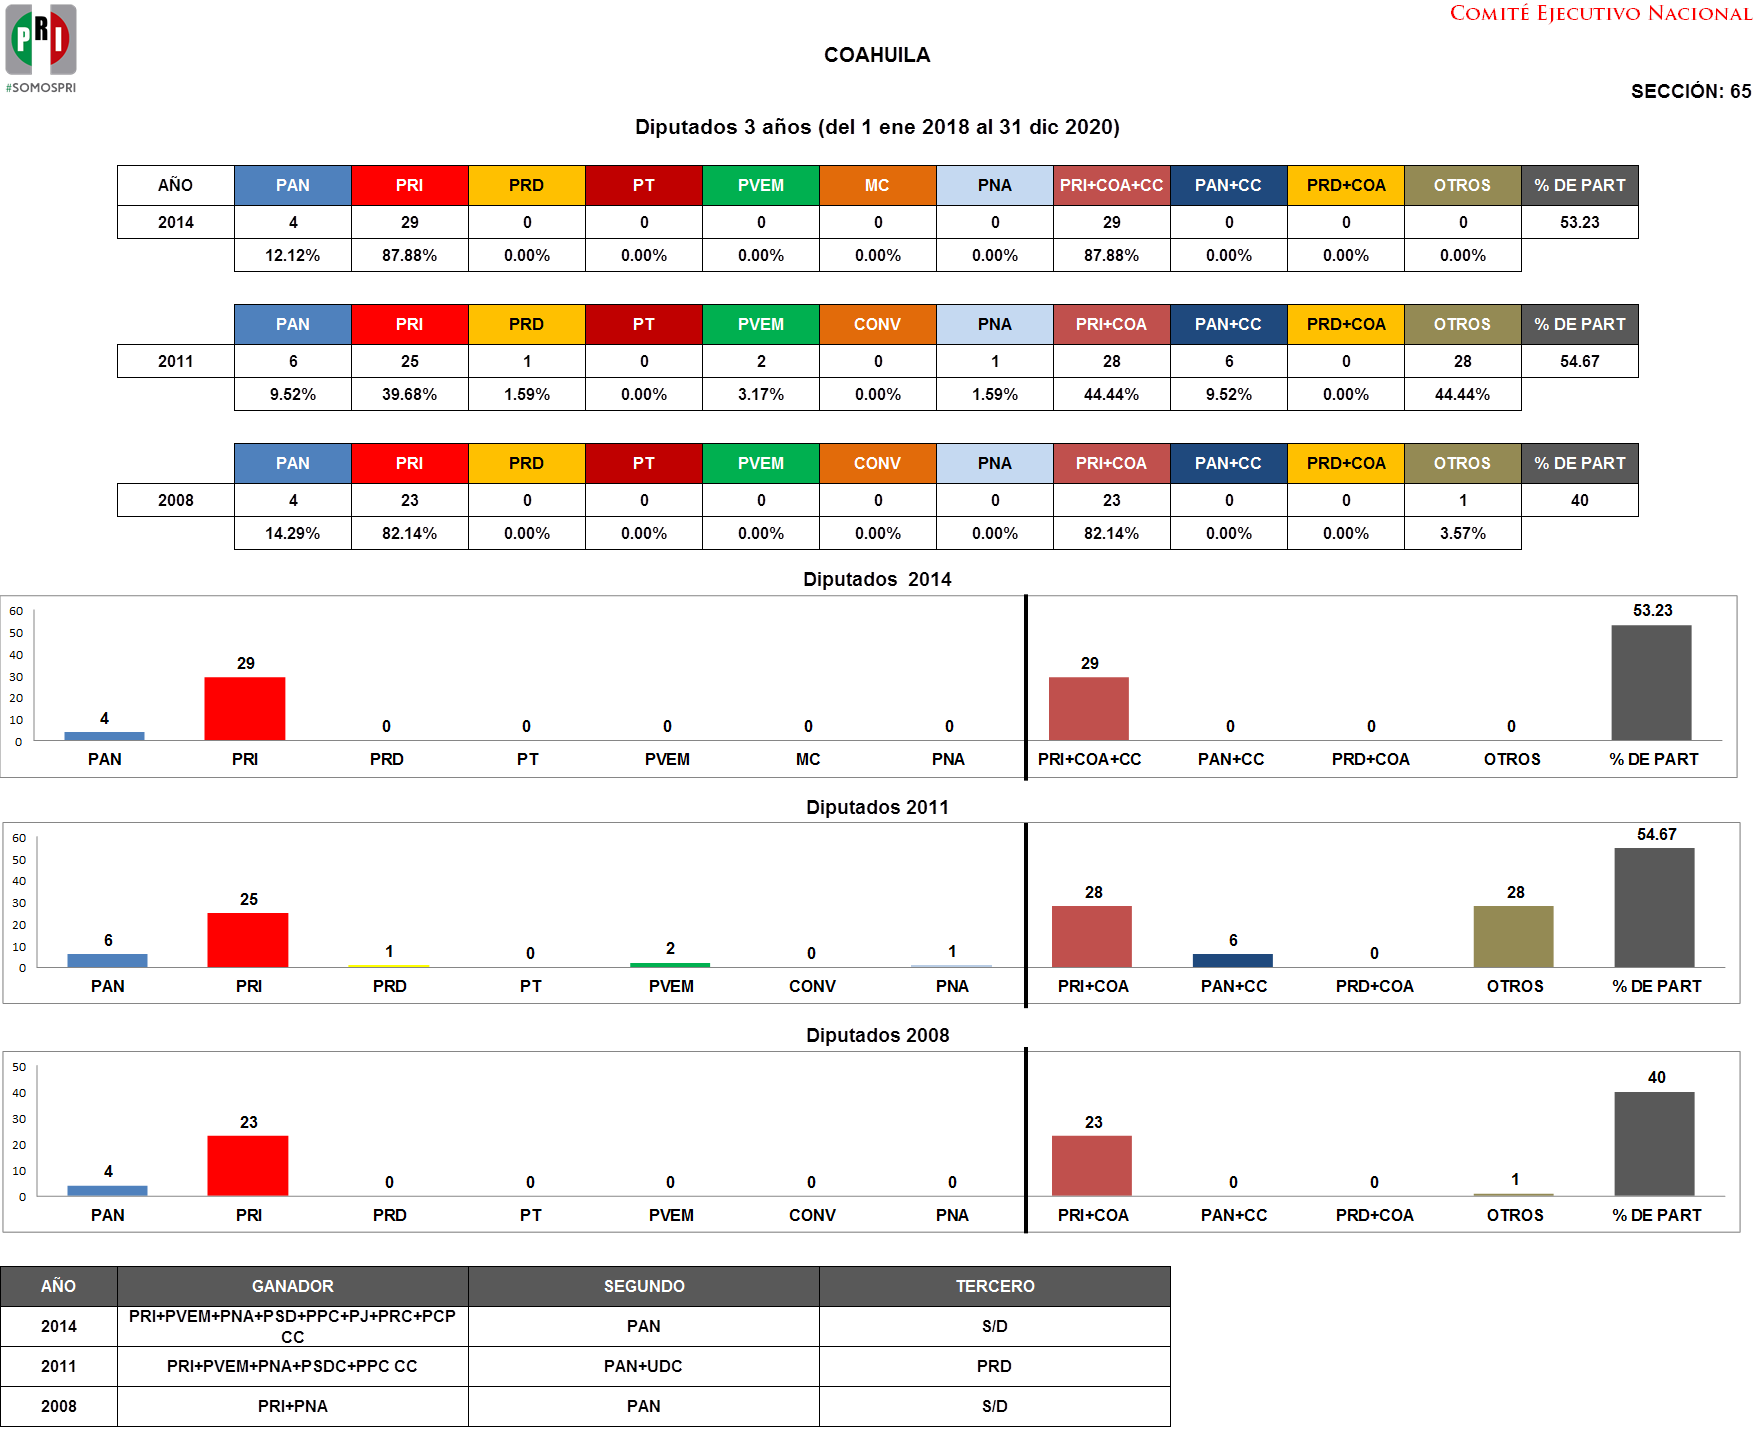 PRI
#SOMOSPRI
COMITÉ EJECUTIVO NACIONAL
COAHUILA
SECCIÓN: 65
Diputados 3 años (del 1 ene 2018 al 31 dic 2020)
AÑO PAN PRI PRD PT PVEM MC PNA PRI+COA+CC PAN+CC PRD+COA OTROS % DE PART
2014 4 29 0 0 0 0 0 29 0 0 0 53.23
12.12% 87.88% 0.00% 0.00% 0.00% 0.00% 0.00% 87.88% 0.00% 0.00% 0.00%
PAN PRI PRD PT PVEM CONV PNA PRI+COA PAN+CC PRD+COA OTROS % DE PART
2011 6 25 1 0 2 0 1 28 6 0 28 54.67
9.52% 39.68% 1.59% 0.00% 3.17% 0.00% 1.59% 44.44% 9.52% 0.00% 44.44%
PAN PRI PRD PT PVEM CONV PNA PRI+COA PAN+CC PRD+COA OTROS % DE PART
2008 4 23 0 0 0 0 0 23 0 0 1 40
14.29% 82.14% 0.00% 0.00% 0.00% 0.00% 0.00% 82.14% 0.00% 0.00% 3.57%
Diputados 2014
60
50
40
30
20
10
0
4 29 0 0 0 0 0 29 0 0 0 53.23
PAN PRI PRD PT PVEM MC PNA PRI+COA+CC PAN+CC PRD+COA OTROS % DE PART
Diputados 2011
60
50
40
30
20
10
0
6 25 1 0 2 0 1 28 6 0 28 54.67
PAN PRI PRD PT PVEM CONV PNA PRI+COA PAN+CC PRD+COA OTROS % DE PART
Diputados 2008
50
40
30
20
10
0
4 23 0 0 0 0 0 23 0 0 1 40
PAN PRI PRD PT PVEM CONV PNA PRI+COA PAN+CC PRD+COA OTROS % DE PART
AÑO GANADOR SEGUNDO TERCERO
2014 PRI+PVEM+PNA+PSD+PPC+PJ+PRC+PCP CC PAN S/D
2011 PRI+PVEM+PNA+PSDC+PPC CC PAN+UDC PRD
2008 PRI+PNA PAN S/D